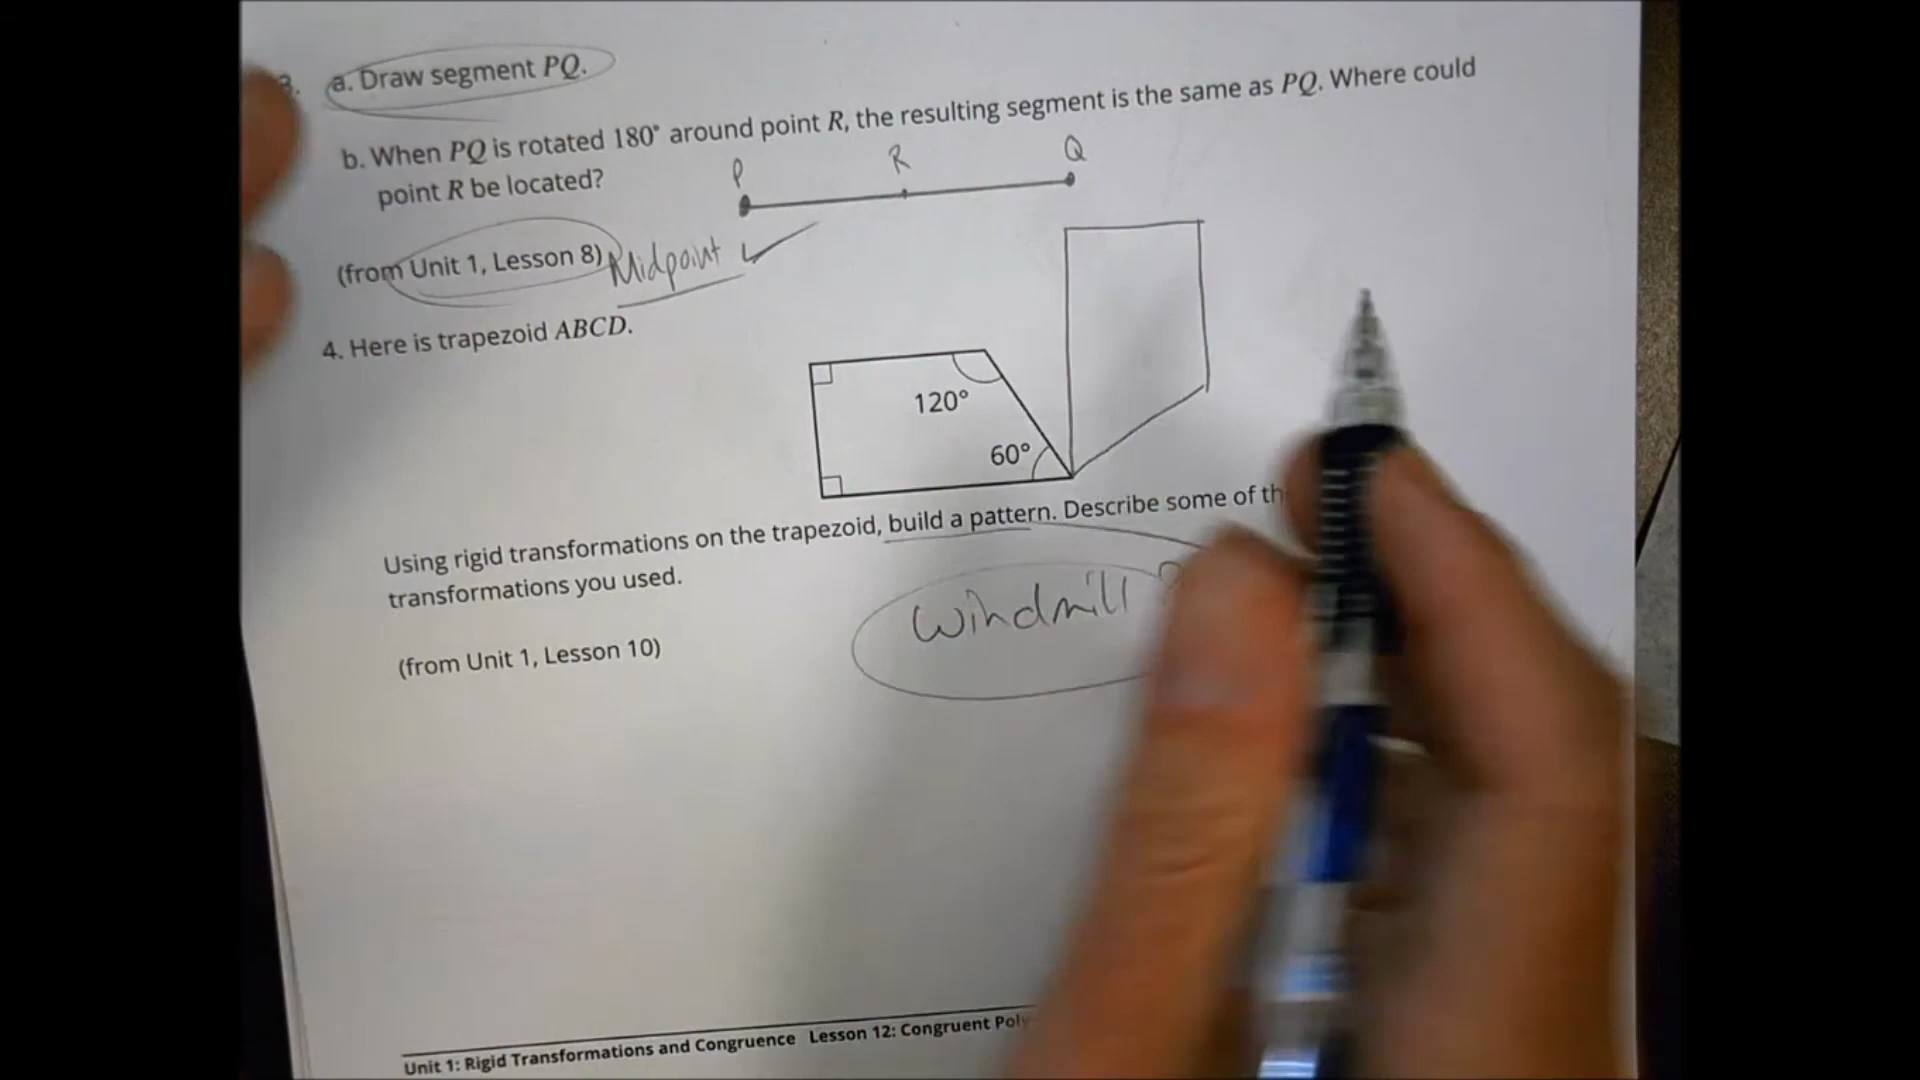 3. a. Draw segment PQ.
b. When PQ is rotated 180° around point R, the resulting segment is the same as PQ. Where could
point R be located?
P R Q
(from Unit 1, Lesson 8) Midpoint
4. Here is trapezoid ABCD.
120°
60°
Using rigid transformations on the trapezoid, build a pattern. Describe some of
transformations you used.
Windmill
(from Unit 1, Lesson 10)
Unit 1: Rigid Transformations and Congruence Lesson 12: Congruent